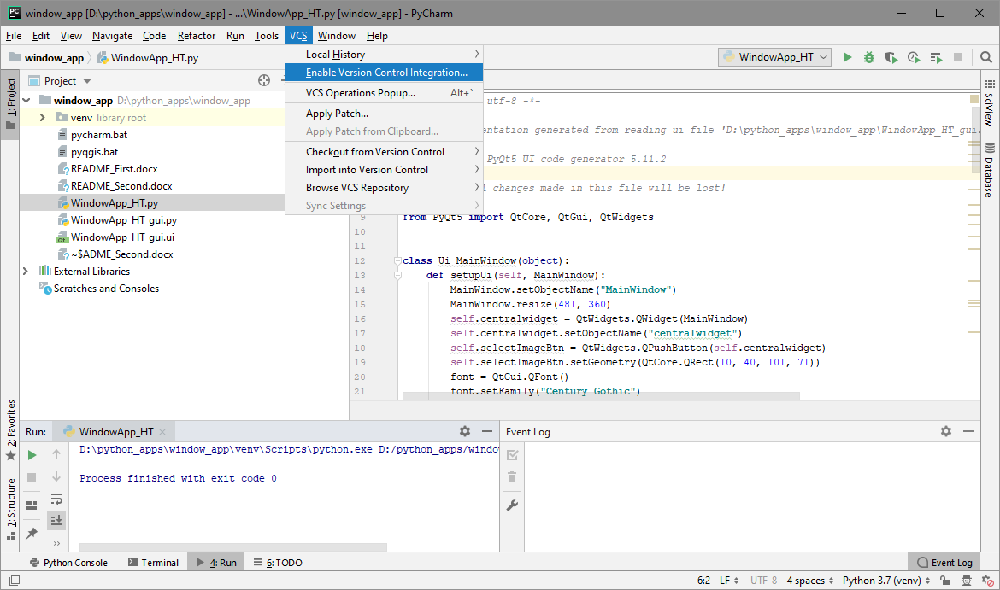 PC window_app [D:\python_apps\window_app] - ...\WindowApp_HT.py [window_app] - PyCharm
File Edit View Navigate Code Refactor Run Tools VCS Window Help
window_app WindowApp_HT.py
WindowApp_HT
Local History
Enable Version Control Integration...
VCS Operations Popup... Alt+`
Apply Patch...
Apply Patch from Clipboard...
Checkout from Version Control
Import into Version Control
Browse VCS Repository
Sync Settings
1: Project
2: Favorites
7: Structure
Project
window_app D:\python_apps\window_app
venv library root
pycharm.bat
pyqgis.bat
README_First.docx
README_Second.docx
WindowApp_HT.py
WindowApp_HT_gui.py
Qt WindowApp_HT_gui.ui
~$ADME_Second.docx
External Libraries
Scratches and Consoles
utf-8 -*-
entation generated from reading ui file 'D:\python_apps\window_app\WindowApp_HT_gui.
PyQt5 UI code generator 5.11.2
l changes made in this file will be lost!
9 from PyQt5 import QtCore, QtGui, QtWidgets
10
11
12 class Ui_MainWindow(object):
13 def setupUi(self, MainWindow):
14 MainWindow.setObjectName("MainWindow")
15 MainWindow.resize(481, 360)
16 self.centralwidget = QtWidgets.QWidget(MainWindow)
17 self.centralwidget.setObjectName("centralwidget")
18 self.selectImageBtn = QtWidgets.QPushButton(self.centralwidget)
19 self.selectImageBtn.setGeometry(QtCore.QRect(10, 40, 101, 71))
20 font = QtGui.QFont()
21 font.setFamily("Century Gothic")
SciView
Database
Run: WindowApp_HT
D:\python_apps\window_app\venv\Scripts\python.exe D:/python_apps/windo
Process finished with exit code 0
Event Log
Python Console Terminal 4: Run 6: TODO Event Log
6:2 LF UTF-8 4 spaces Python 3.7 (venv)